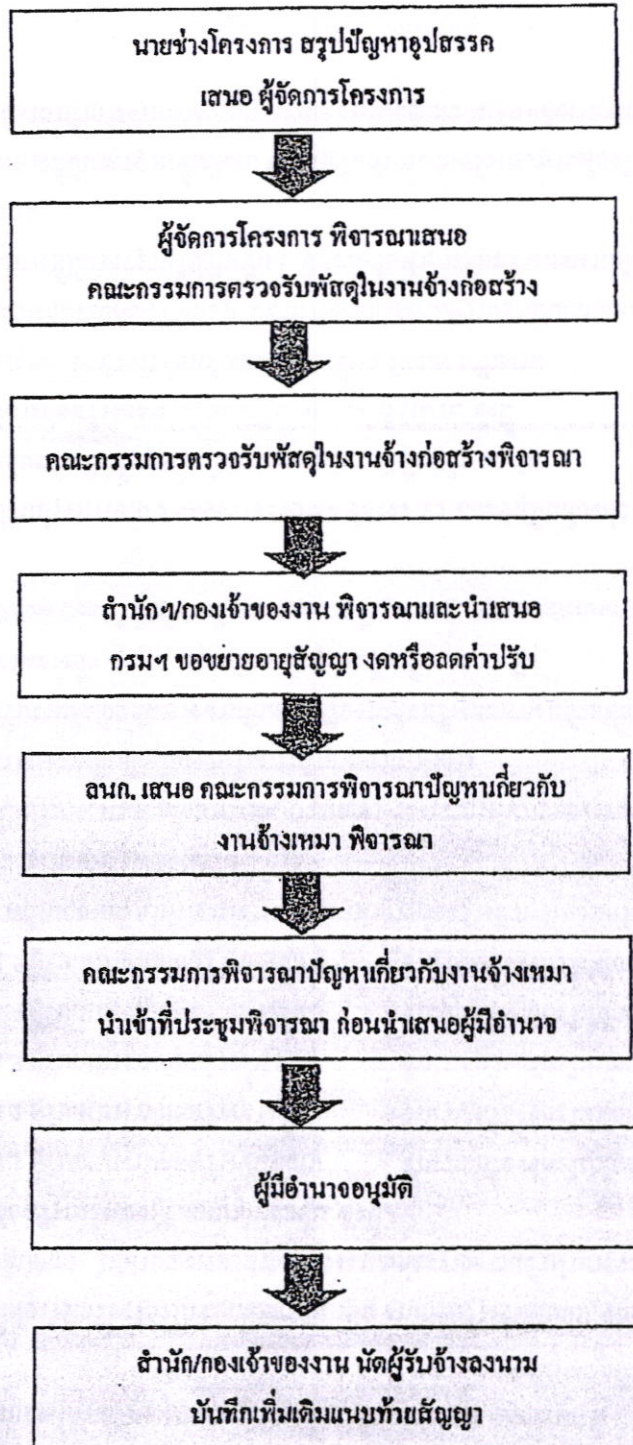 นายช่างโครงการ สรุปปัญหาอุปสรรค
เสนอ ผู้จัดการโครงการ
ผู้จัดการโครงการ พิจารณาเสนอ
คณะกรรมการตรวจรับพัสดุในงานจ้างก่อสร้าง
คณะกรรมการตรวจรับพัสดุในงานจ้างก่อสร้างพิจารณา
สำนักฯ/กองเจ้าของงาน พิจารณาและนำเสนอ
กรมฯ ขอขยายอายุสัญญา งดหรือลดค่าปรับ
สนก. เสนอ คณะกรรมการพิจารณาปัญหาเกี่ยวกับ
งานจ้างเหมา พิจารณา
คณะกรรมการพิจารณาปัญหาเกี่ยวกับงานจ้างเหมา
นำเข้าที่ประชุมพิจารณา ก่อนนำเสนอผู้มีอำนาจ
ผู้มีอำนาจอนุมัติ
สำนัก/กองเจ้าของงาน นัดผู้รับจ้างลงนาม
บันทึกเพิ่มเติมแนบท้ายสัญญา